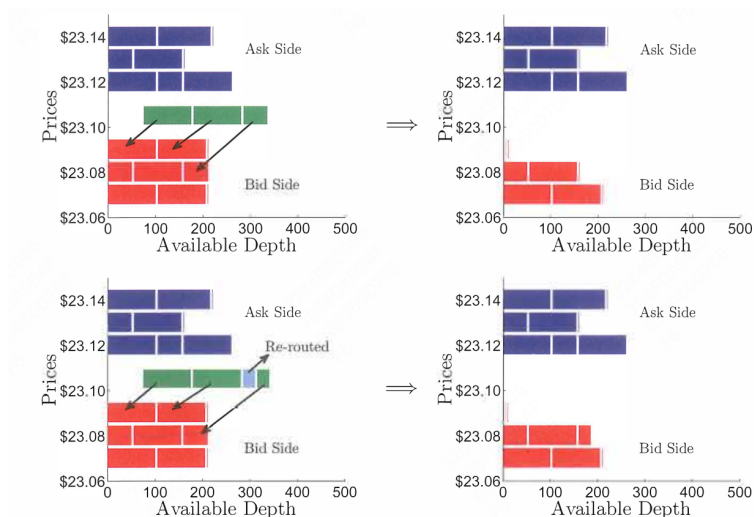 $23.14
Ask Side
$23.12
Prices
$23.10
$23.08
Bid Side
$23.06
0 100 200 300 400 500
Available Depth
⇒
$23.14
Ask Side
$23.12
Prices
$23.10
$23.08
Bid Side
$23.06
0 100 200 300 400 500
Available Depth
$23.14
Ask Side
$23.12
Re-routed
Prices
$23.10
$23.08
Bid Side
$23.06
0 100 200 300 400 500
Available Depth
⇒
$23.14
Ask Side
$23.12
Prices
$23.10
$23.08
Bid Side
$23.06
0 100 200 300 400 500
Available Depth